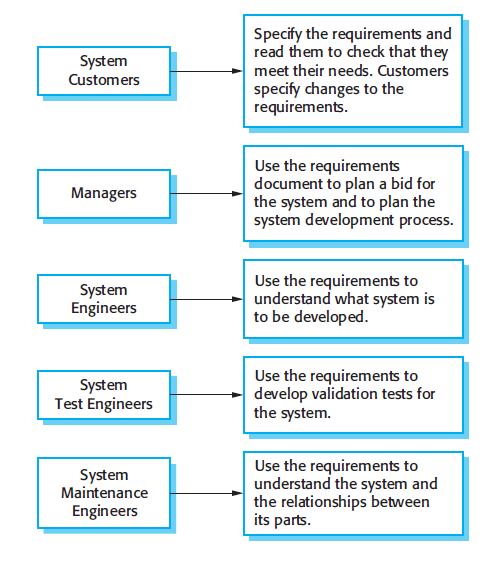 System
Customers
Specify the requirements and
read them to check that they
meet their needs. Customers
specify changes to the
requirements.
Managers
Use the requirements
document to plan a bid for
the system and to plan the
system development process.
System
Engineers
Use the requirements to
understand what system is
to be developed.
System
Test Engineers
Use the requirements to
develop validation tests for
the system.
System
Maintenance
Engineers
Use the requirements to
understand the system and
the relationships between
its parts.